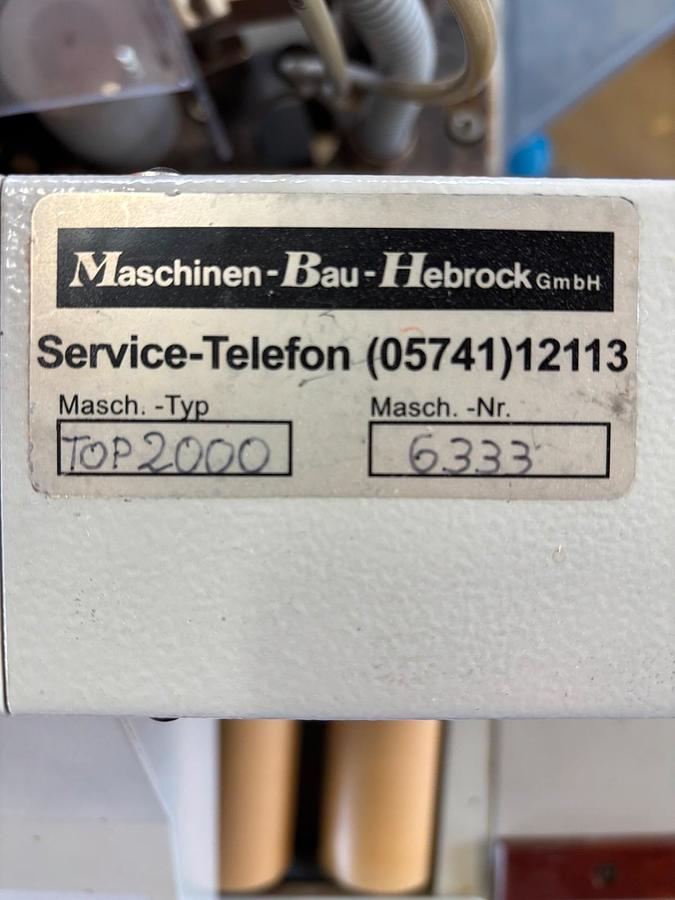 Maschinen-Bau-Hebrock GmbH
Service-Telefon (05741)12113
Masch. -Typ Masch. -Nr.
TOP2000 6333